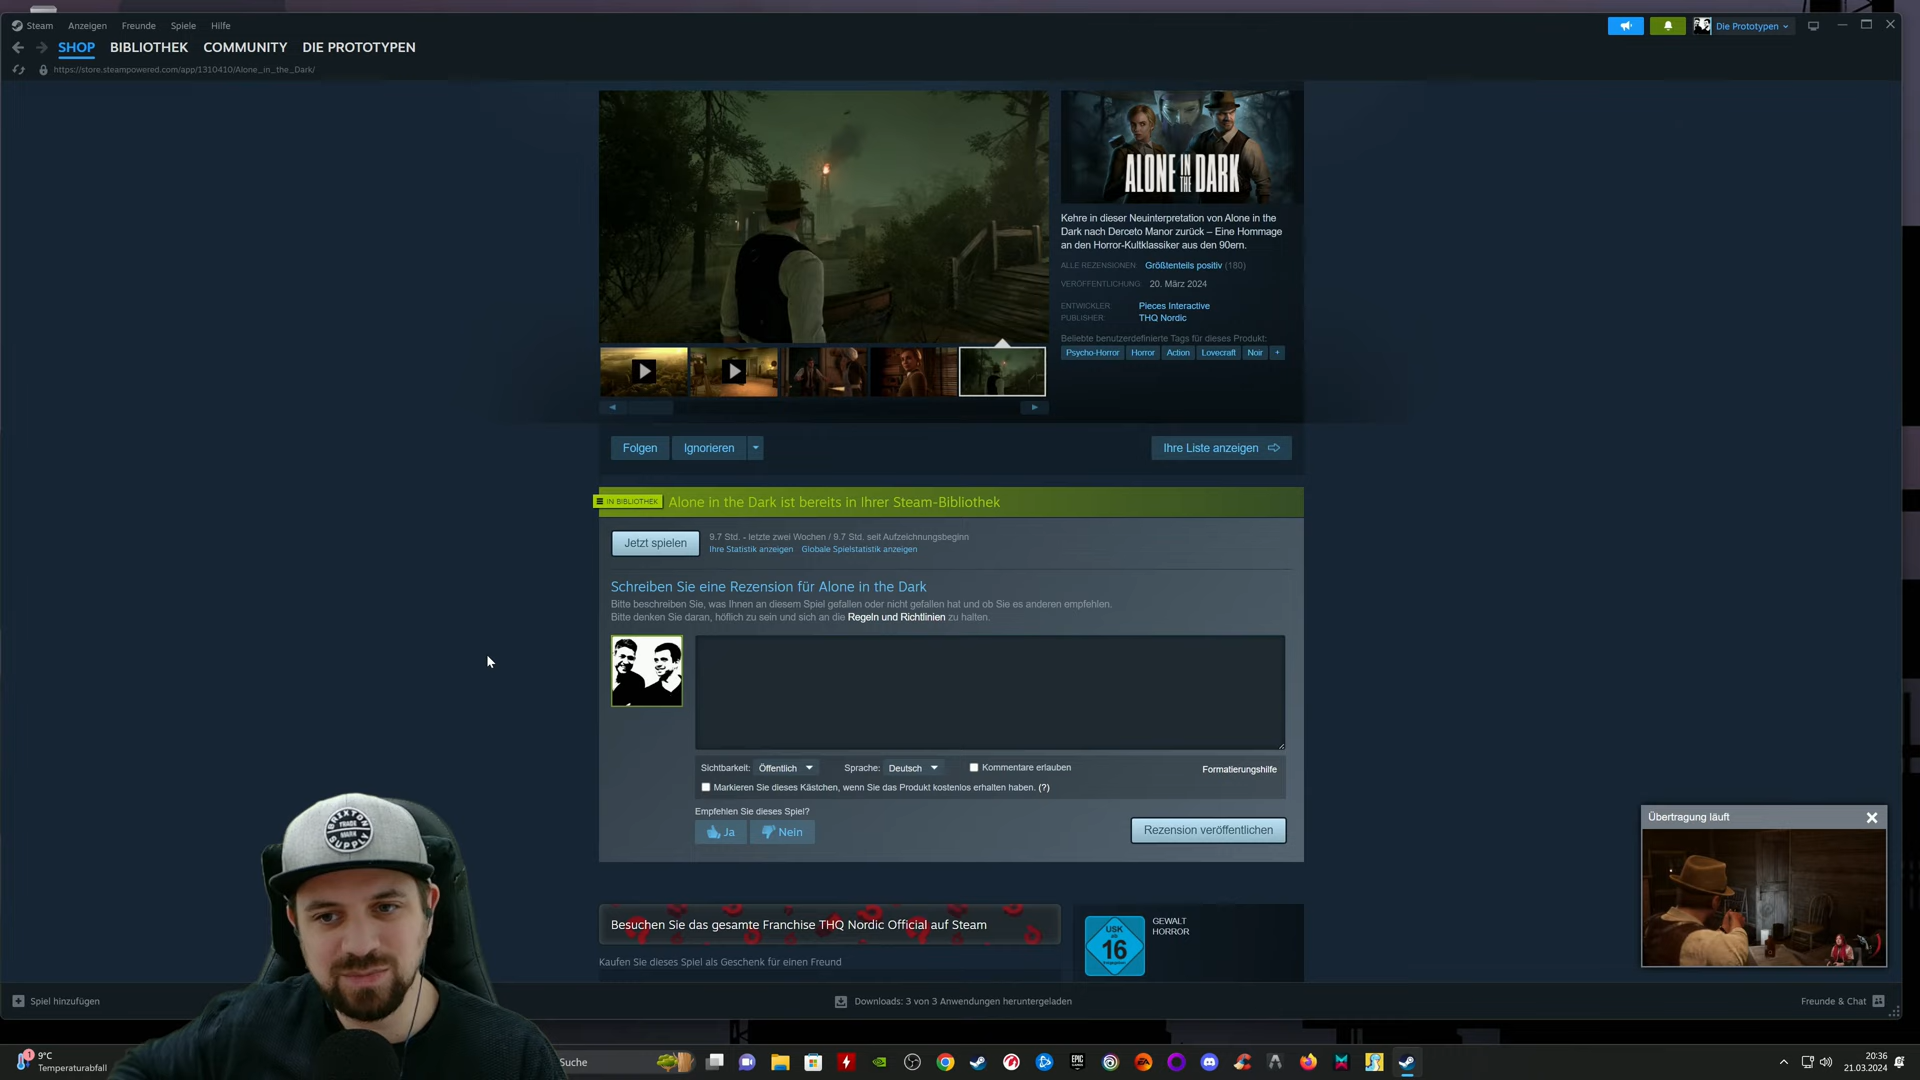 Steam Anzeigen Freunde Spiele Hilfe
Die Prototypen
SHOP BIBLIOTHEK COMMUNITY DIE PROTOTYPEN
https://store.steampowered.com/app/1310410/Alone_in_the_Dark/
ALONE IN THE DARK
Kehre in dieser Neuinterpretation von Alone in the
Dark nach Derceto Manor zurück – Eine Hommage
an den Horror-Kultklassiker aus den 90ern.
ALLE REZENSIONEN: Größtenteils positiv (180)
VERÖFFENTLICHUNG: 20. März 2024
ENTWICKLER: Pieces Interactive
PUBLISHER: THQ Nordic
Beliebte benutzerdefinierte Tags für dieses Produkt:
Psycho-Horror Horror Action Lovecraft Noir +
Folgen Ignorieren Ihre Liste anzeigen
IN BIBLIOTHEK Alone in the Dark ist bereits in Ihrer Steam-Bibliothek
Jetzt spielen
9.7 Std. - letzte zwei Wochen / 9.7 Std. seit Aufzeichnungsbeginn
Ihre Statistik anzeigen Globale Spielstatistik anzeigen
Schreiben Sie eine Rezension für Alone in the Dark
Bitte beschreiben Sie, was Ihnen an diesem Spiel gefallen oder nicht gefallen hat und ob Sie es anderen empfehlen.
Bitte denken Sie daran, höflich zu sein und sich an die Regeln und Richtlinien zu halten.
Sichtbarkeit: Öffentlich Sprache: Deutsch Kommentare erlauben Formatierungshilfe
Markieren Sie dieses Kästchen, wenn Sie das Produkt kostenlos erhalten haben. (?)
Empfehlen Sie dieses Spiel?
Ja Nein Rezension veröffentlichen
Übertragung läuft
BRIXTON
TRADE
MARK
SUPPLY
Besuchen Sie das gesamte Franchise THQ Nordic Official auf Steam
USK
ab
16
GEWALT
HORROR
Kaufen Sie dieses Spiel als Geschenk für einen Freund
Spiel hinzufügen Downloads: 3 von 3 Anwendungen heruntergeladen Freunde & Chat
1
9°C
Temperaturabfall
Suche
EPIC
EA
20:36
21.03.2024